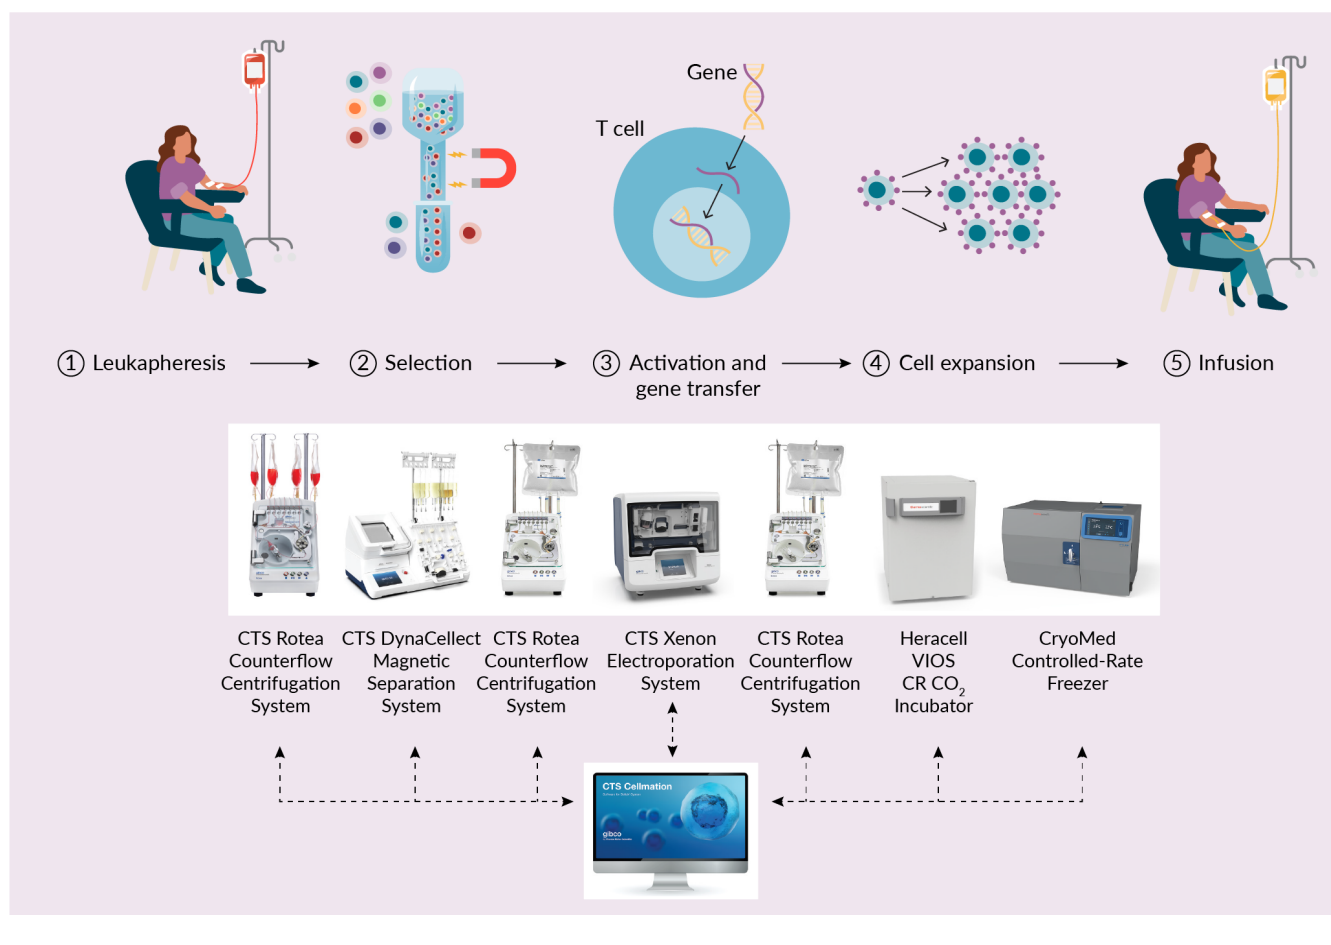 Gene
T cell
1 Leukapheresis
2 Selection
3 Activation and
gene transfer
4 Cell expansion
5 Infusion
CTS Rotea
Counterflow
Centrifugation
System
CTS DynaCellect
Magnetic
Separation
System
CTS Rotea
Counterflow
Centrifugation
System
CTS Xenon
Electroporation
System
CTS Rotea
Counterflow
Centrifugation
System
Heracell
VIOS
CR CO2
Incubator
CryoMed
Controlled-Rate
Freezer
CTS Cellmation
gibco